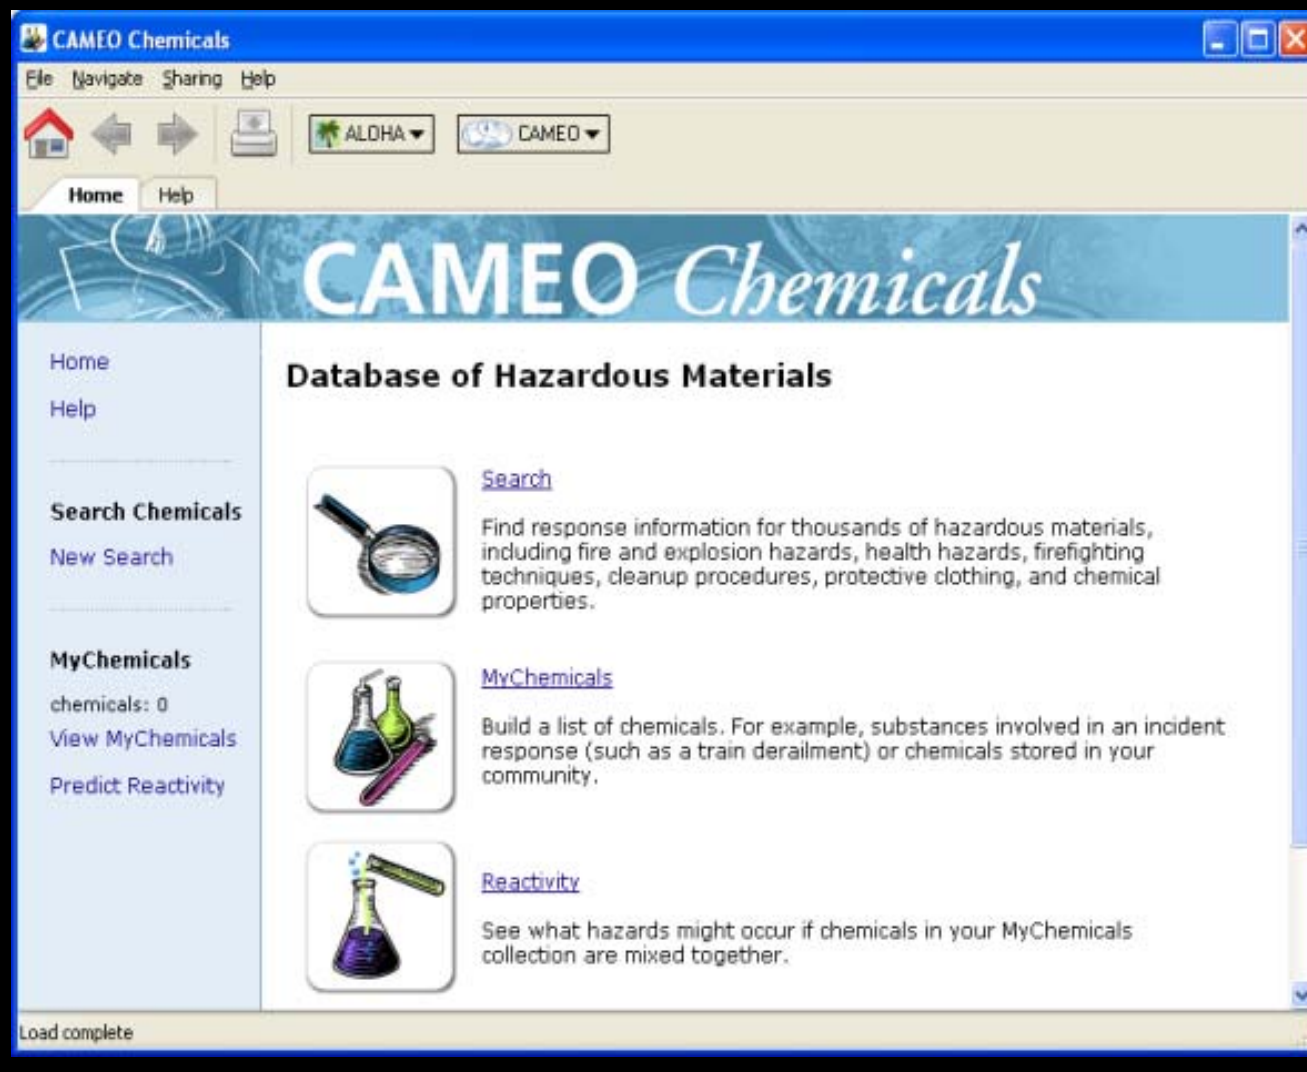 CAMEO Chemicals
File Navigate Sharing Help
ALOHA CAMEO
Home Help
CAMEO Chemicals
Home
Help
Search Chemicals
New Search
MyChemicals
chemicals: 0
View MyChemicals
Predict Reactivity
Database of Hazardous Materials
Search
Find response information for thousands of hazardous materials,
including fire and explosion hazards, health hazards, firefighting
techniques, cleanup procedures, protective clothing, and chemical
properties.
MyChemicals
Build a list of chemicals. For example, substances involved in an incident
response (such as a train derailment) or chemicals stored in your
community.
Reactivity
See what hazards might occur if chemicals in your MyChemicals
collection are mixed together.
Load complete